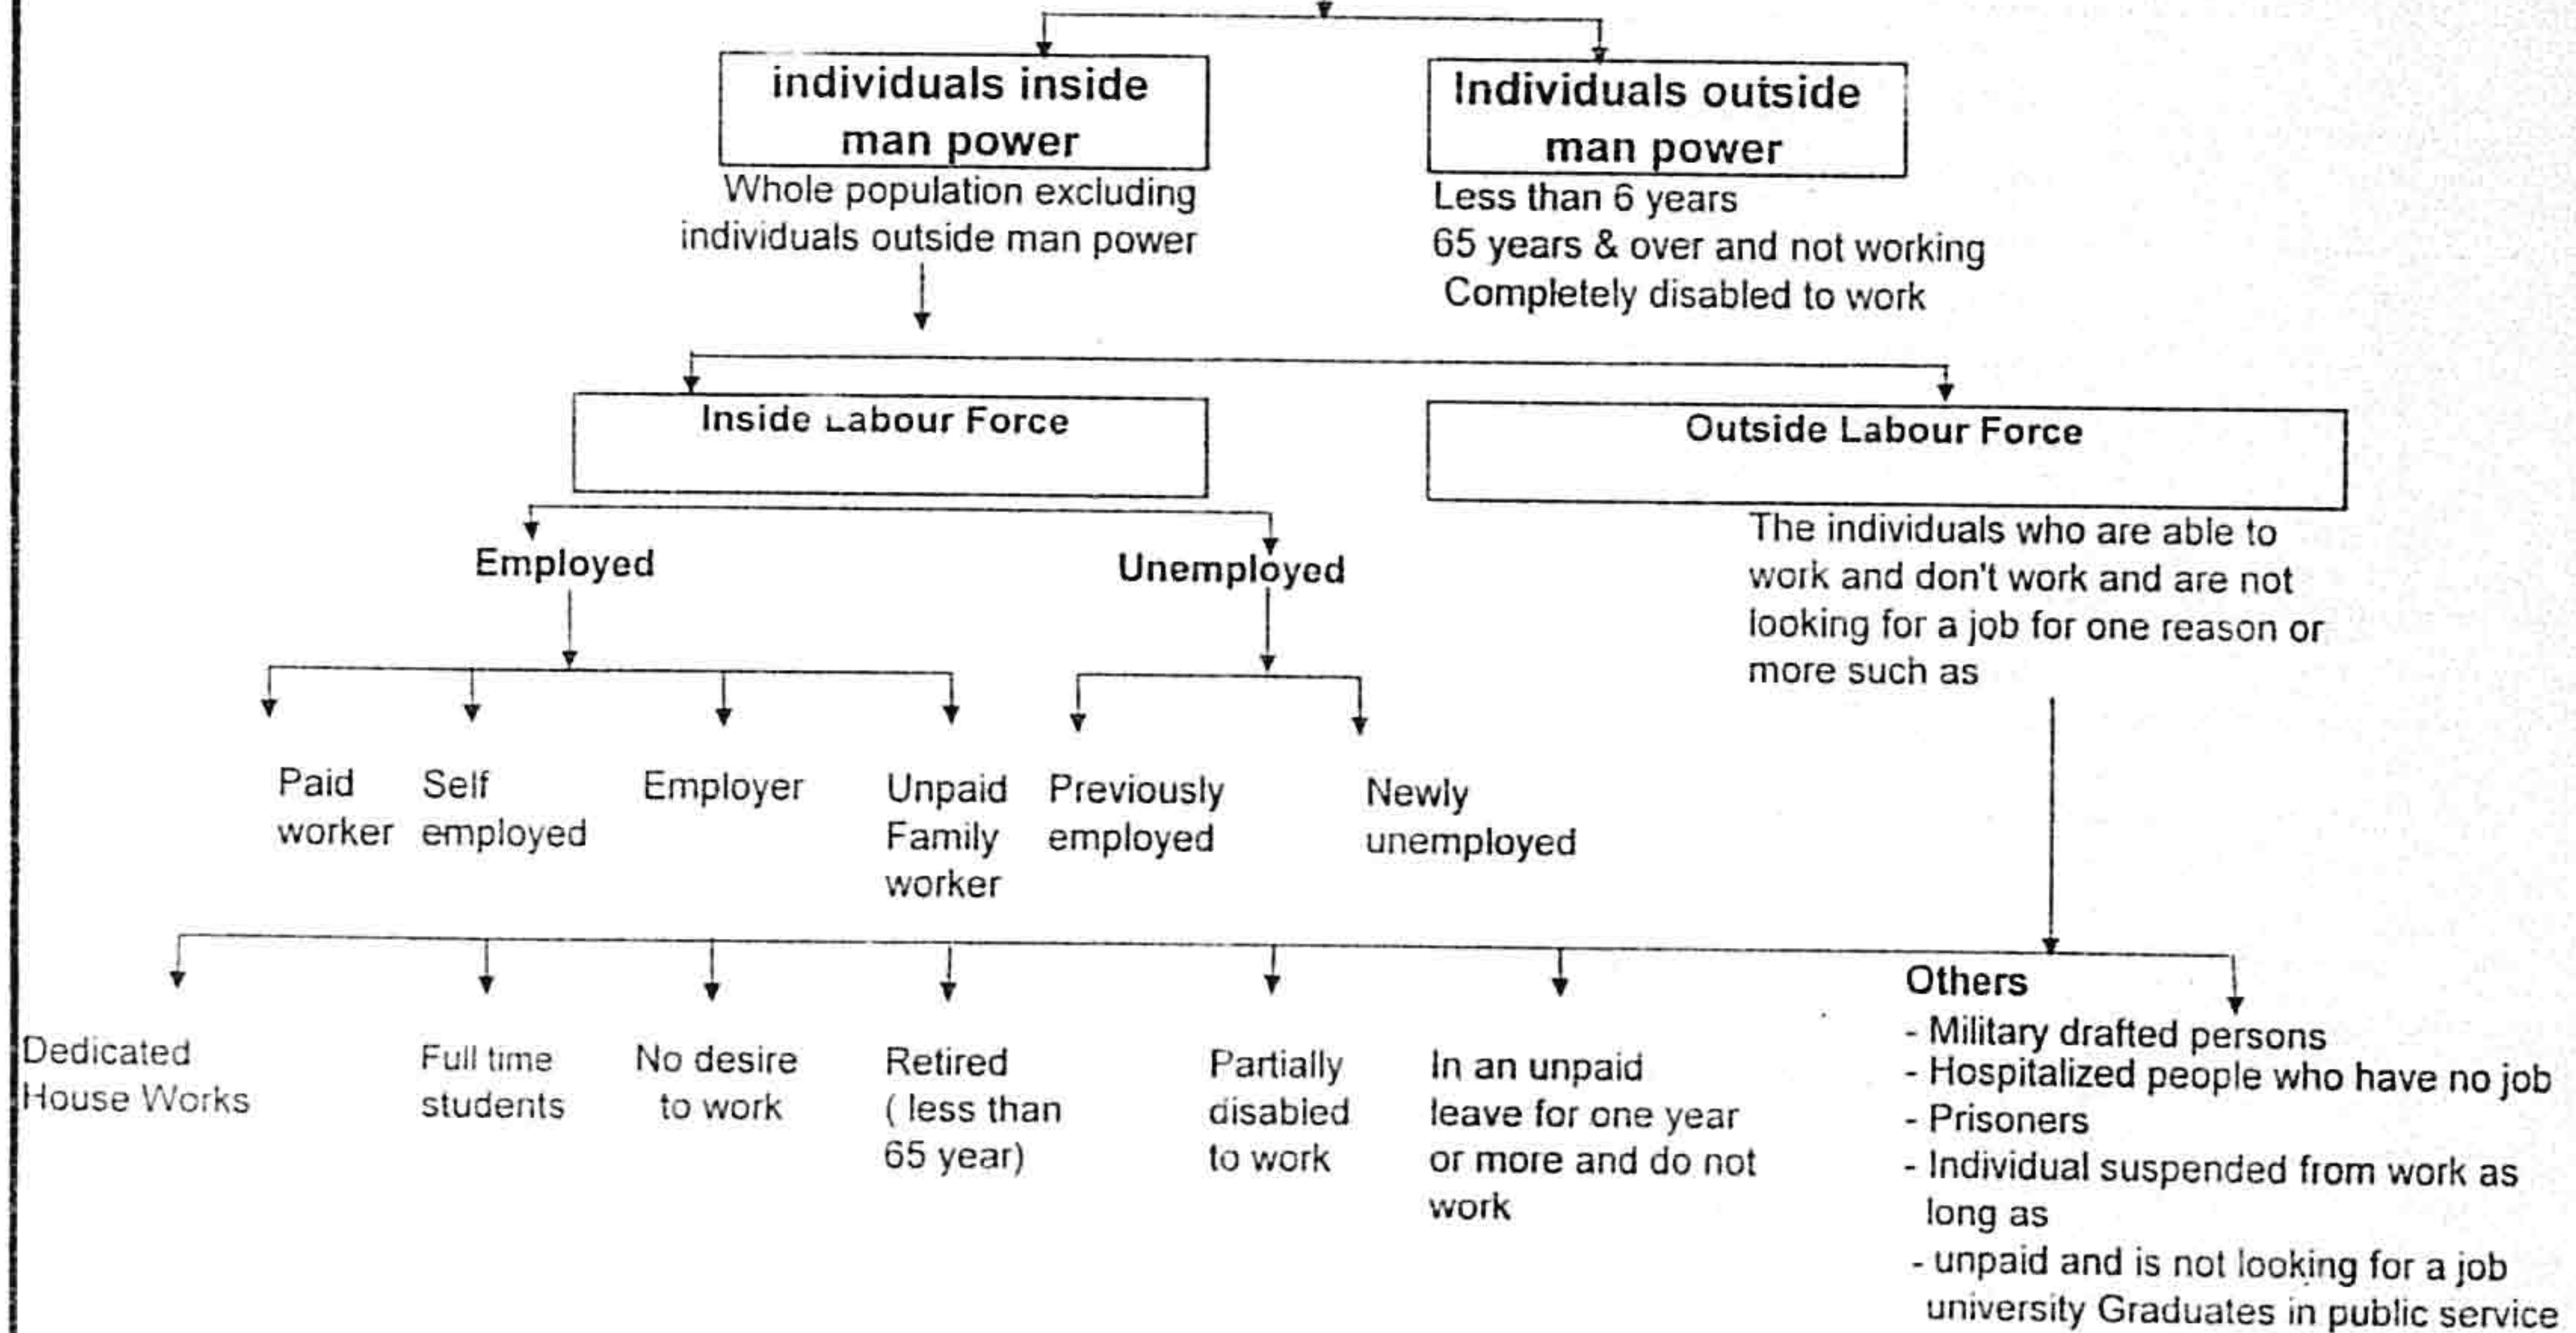 individuals inside
man power
Individuals outside
man power
Whole population excluding
individuals outside man power
Less than 6 years
65 years & over and not working
Completely disabled to work
Inside Labour Force
Outside Labour Force
Employed
Unemployed
The individuals who are able to
work and don't work and are not
looking for a job for one reason or
more such as
Paid
worker
Self
employed
Employer
Unpaid
Family
worker
Previously
employed
Newly
unemployed
Dedicated
House Works
Full time
students
No desire
to work
Retired
( less than
65 year)
Partially
disabled
to work
In an unpaid
leave for one year
or more and do not
work
Others
- Military drafted persons
- Hospitalized people who have no job
- Prisoners
- Individual suspended from work as
long as
- unpaid and is not looking for a job
university Graduates in public service